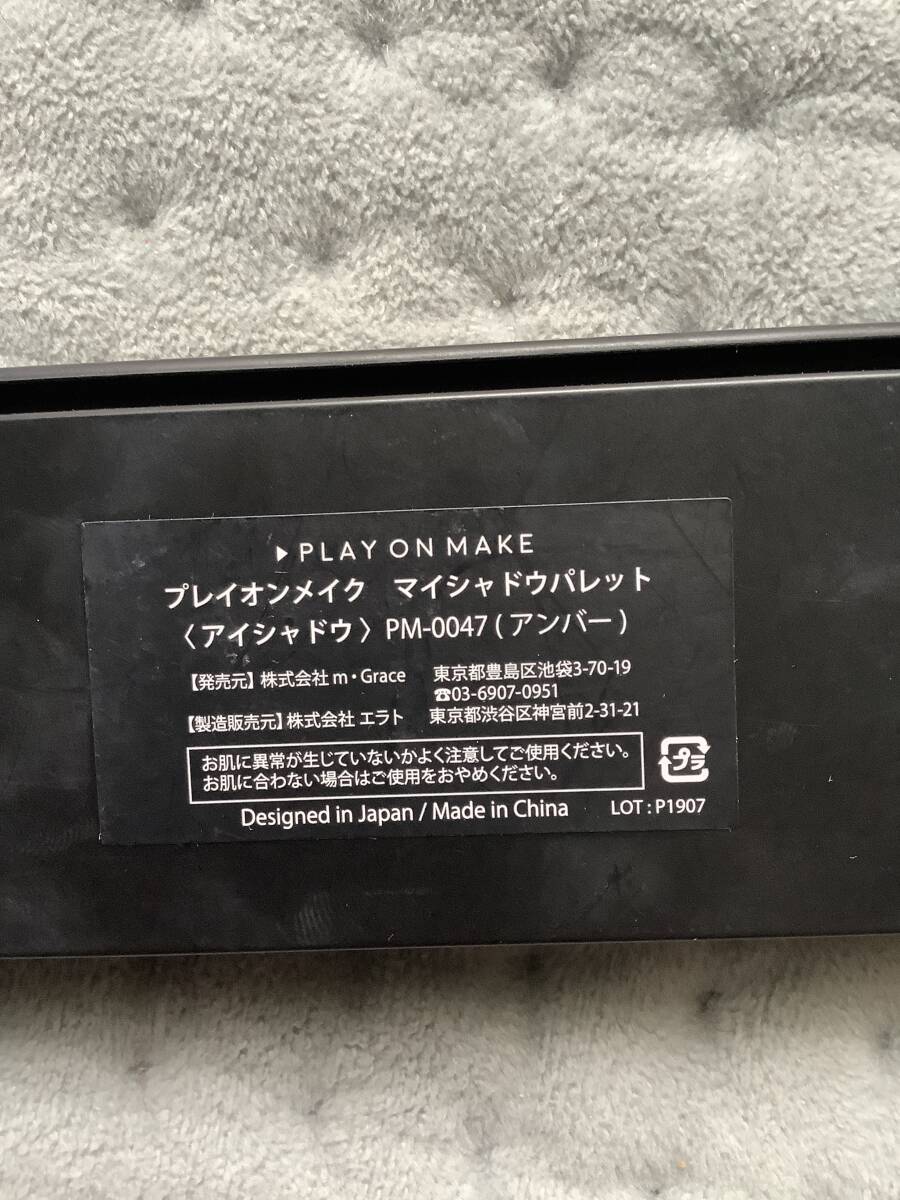 ▶ PLAY ON MAKE
プレイオンメイク マイシャドウパレット
〈アイシャドウ〉PM-0047 (アンバー)
【発売元】株式会社m・Grace 東京都豊島区池袋3-70-19
☎03-6907-0951
【製造販売元】株式会社 エラト 東京都渋谷区神宮前2-31-21
お肌に異常が生じていないかよく注意してご使用ください。
お肌に合わない場合はご使用をおやめください。
プラ
Designed in Japan / Made in China LOT : P1907